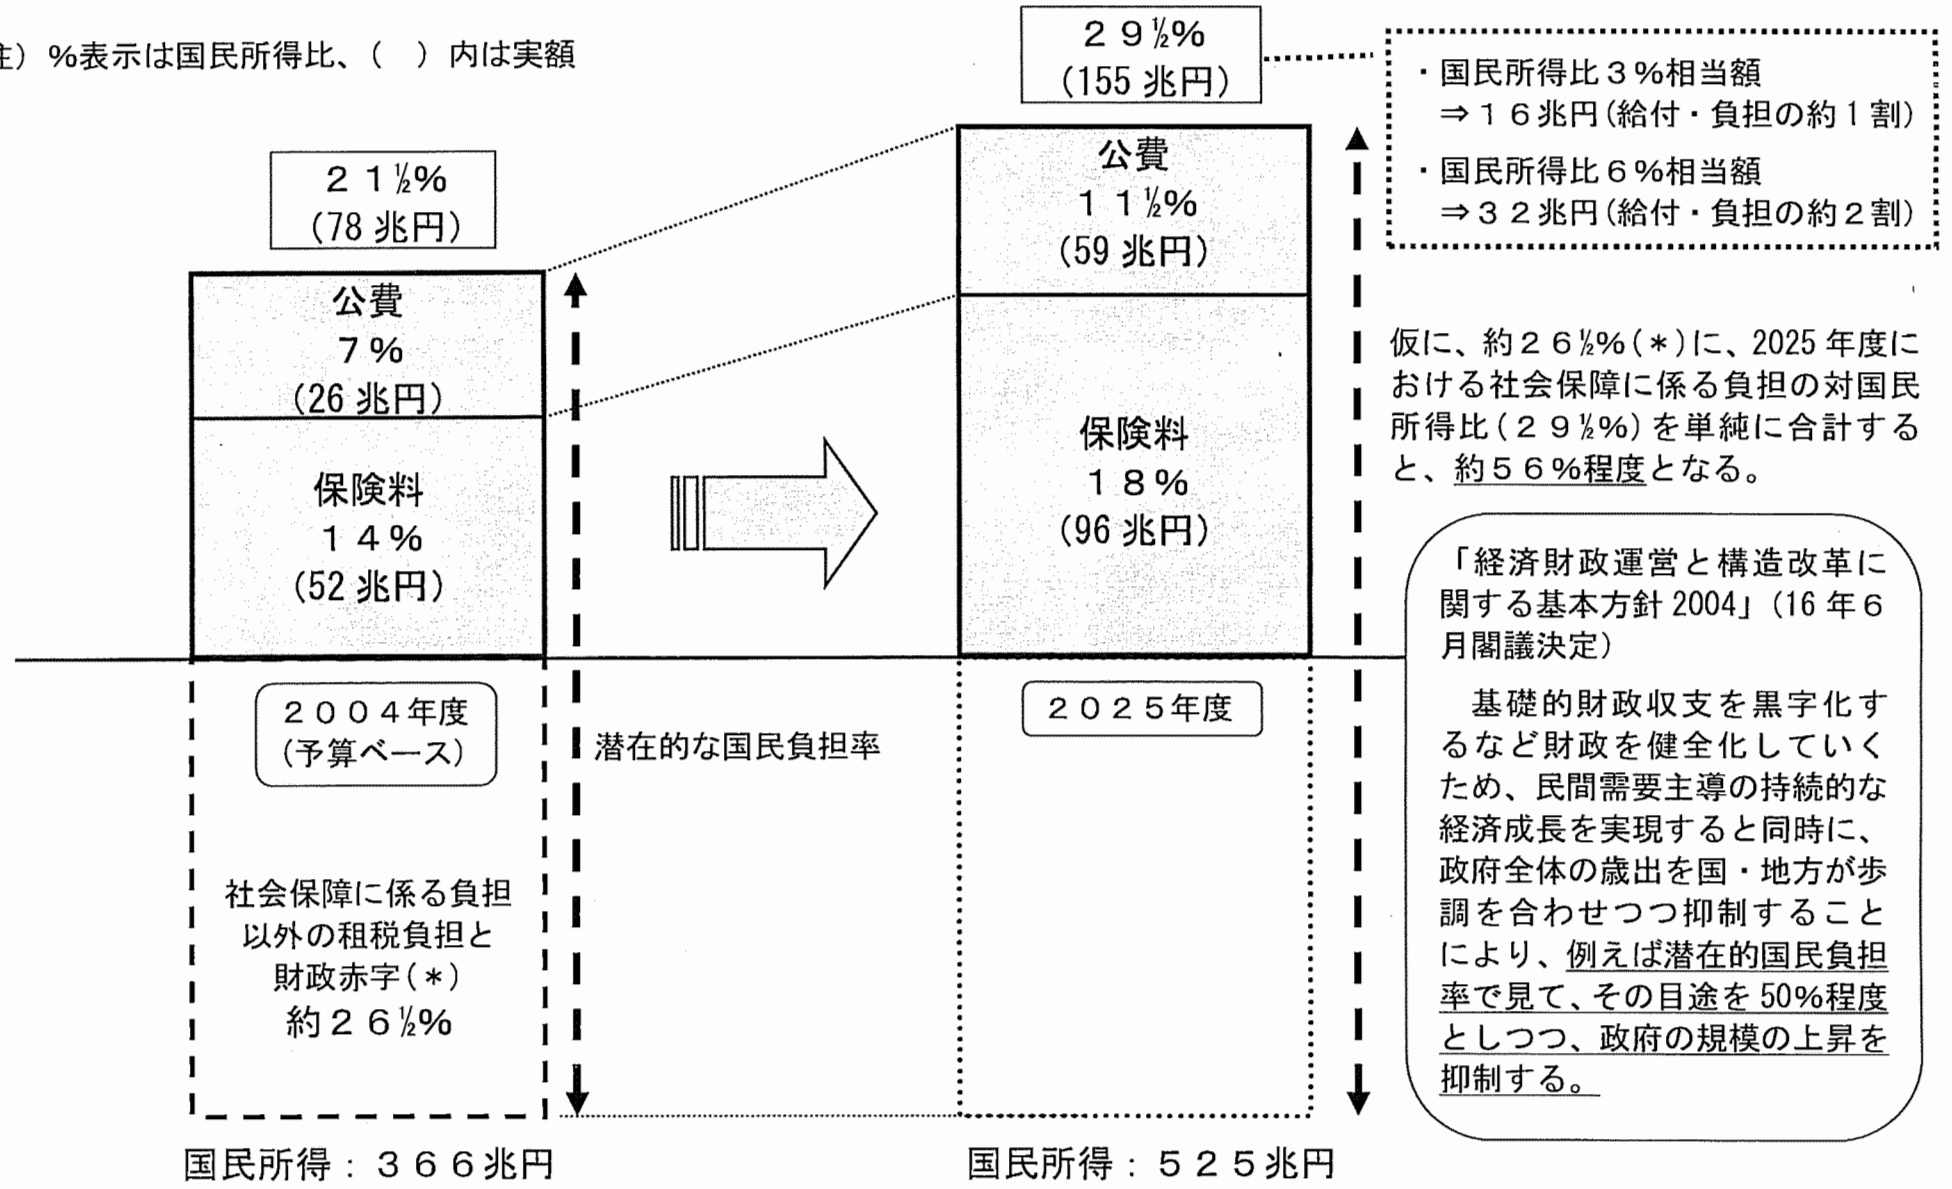 注）％表示は国民所得比、（　）内は実額
２１½％
(78 兆円)
公費
７％
(26 兆円)
保険料
１４％
(52 兆円)
２００４年度
(予算ベース)
社会保障に係る負担
以外の租税負担と
財政赤字(＊)
約２６½％
国民所得：３６６兆円
潜在的な国民負担率
２９½％
(155 兆円)
公費
１１½％
(59 兆円)
保険料
１８％
(96 兆円)
２０２５年度
国民所得：５２５兆円
・国民所得比３％相当額
⇒１６兆円(給付・負担の約１割)
・国民所得比６％相当額
⇒３２兆円(給付・負担の約２割)
仮に、約２６½％(＊)に、2025 年度に
おける社会保障に係る負担の対国民
所得比(２９½％)を単純に合計する
と、約５６％程度となる。
「経済財政運営と構造改革に
関する基本方針 2004」(16 年６
月閣議決定)
基礎的財政収支を黒字化す
るなど財政を健全化していく
ため、民間需要主導の持続的な
経済成長を実現すると同時に、
政府全体の歳出を国・地方が歩
調を合わせつつ抑制すること
により、例えば潜在的国民負担
率で見て、その目途を 50％程度
としつつ、政府の規模の上昇を
抑制する。